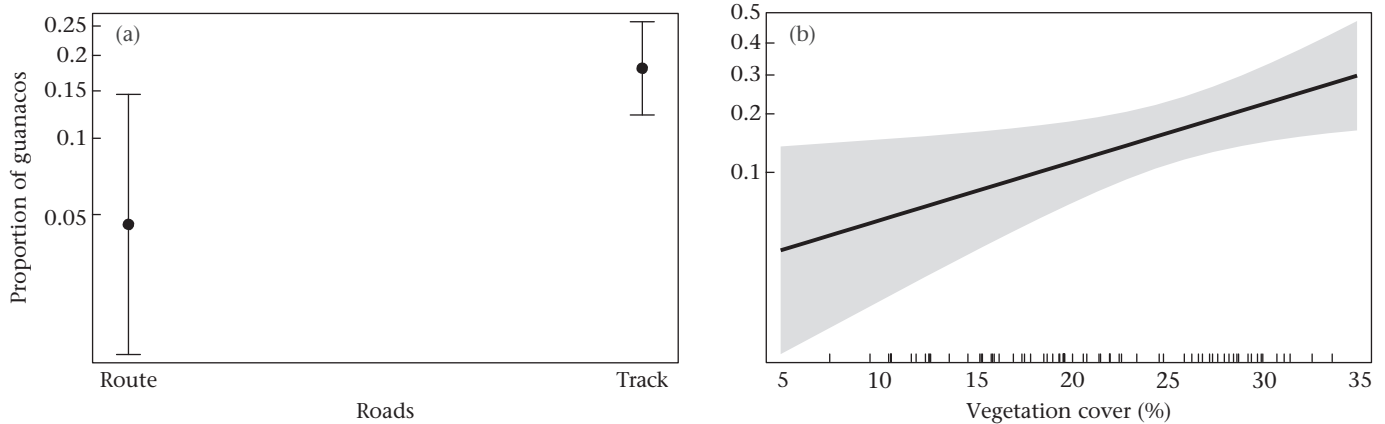 (a)
Proportion of guanacos
0.25
0.2
0.15
0.1
0.05
Route
Track
Roads
(b)
0.5
0.4
0.3
0.2
0.1
5 10 15 20 25 30 35
Vegetation cover (%)